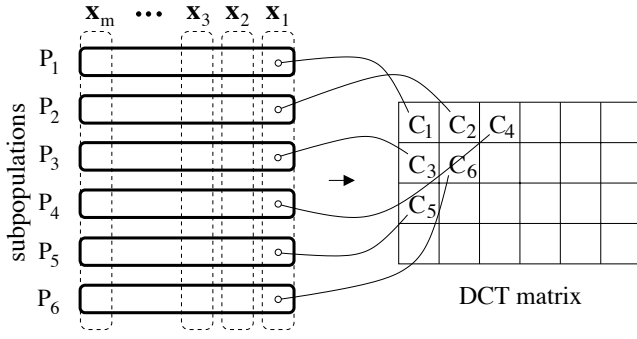 x_m ••• x_3 x_2 x_1
subpopulations
P_1
P_2
P_3
P_4
P_5
P_6
C_1 C_2 C_4
C_3 C_6
C_5
DCT matrix